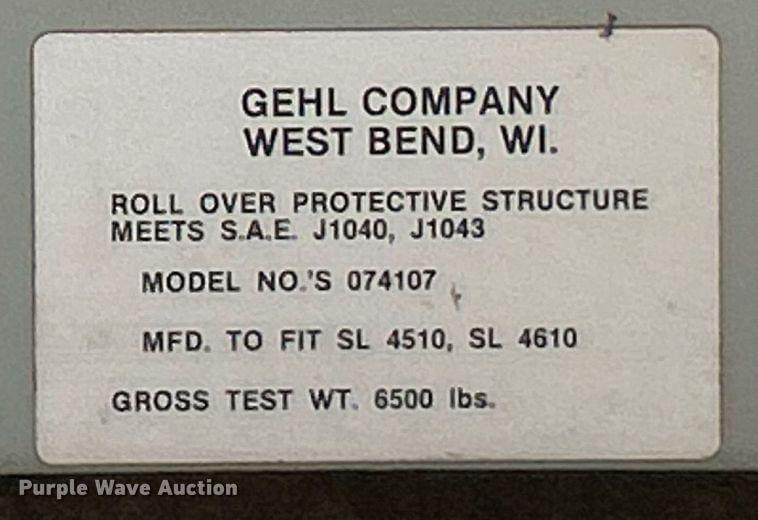 GEHL COMPANY
WEST BEND, WI.
ROLL OVER PROTECTIVE STRUCTURE
MEETS S.A.E. J1040, J1043
MODEL NO.'S 074107
MFD. TO FIT SL 4510, SL 4610
GROSS TEST WT. 6500 lbs.
Purple Wave Auction